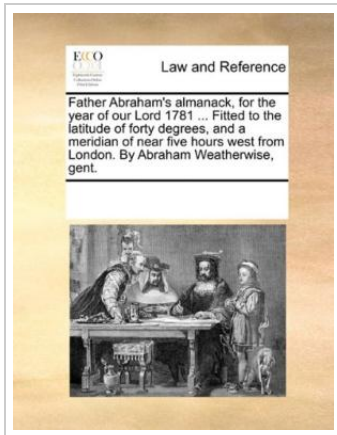 ECCO
Law and Reference
Father Abraham's almanack, for the
year of our Lord 1781 ... Fitted to the
latitude of forty degrees, and a
meridian of near five hours west from
London. By Abraham Weatherwise,
gent.